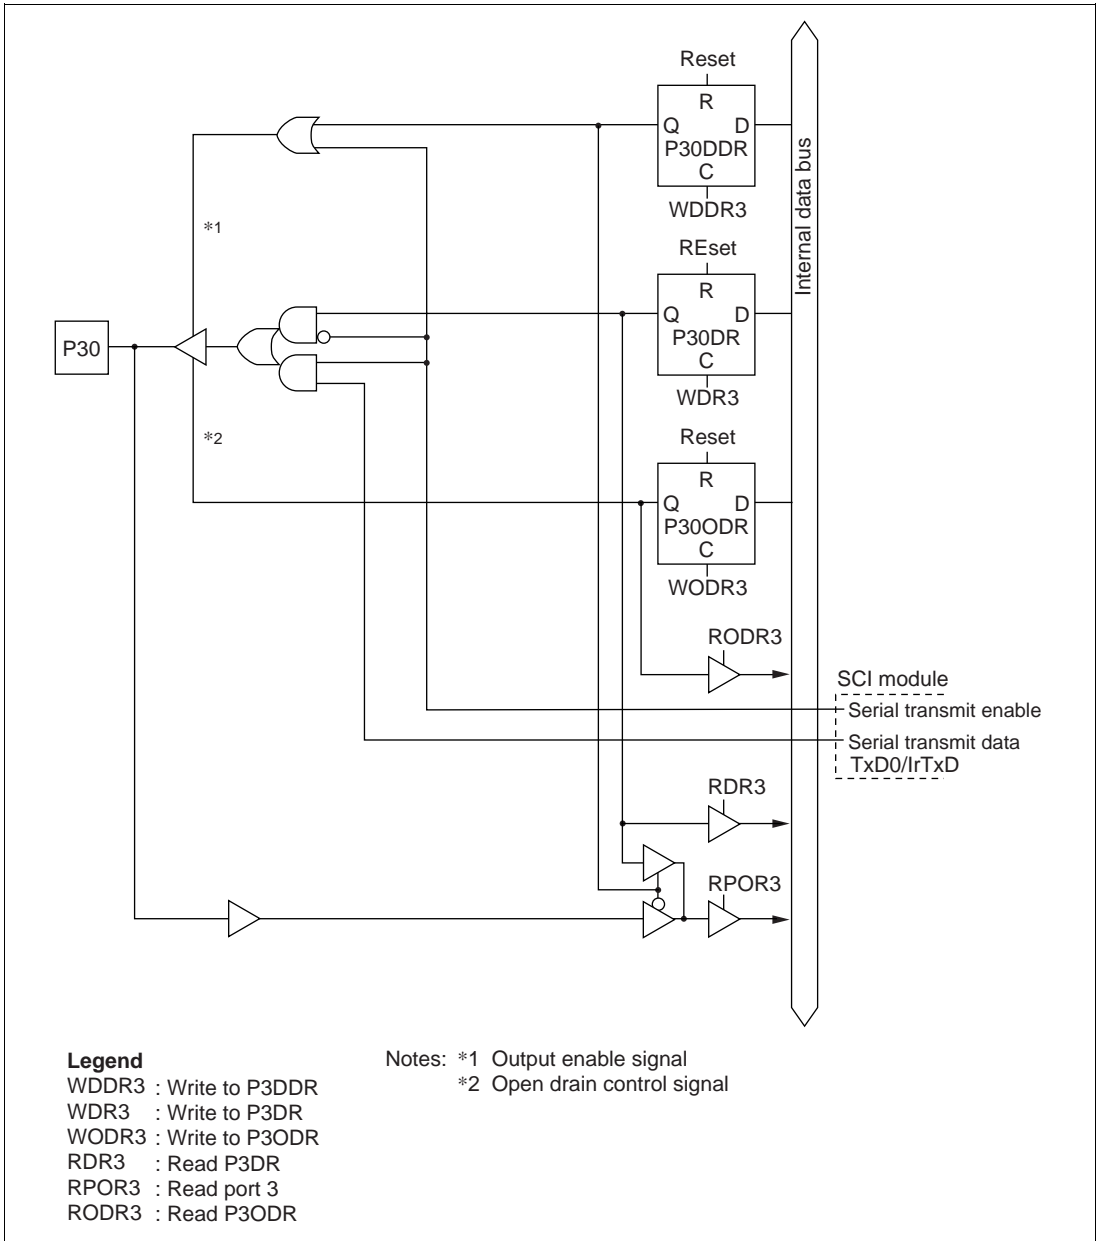 Reset
R
Q D
P30DDR
C
WDDR3
Internal data bus
*1
REset
R
Q D
P30DR
C
WDR3
P30
*2
Reset
R
Q D
P30ODR
C
WODR3
RODR3
SCI module
Serial transmit enable
Serial transmit data
TxD0/IrTxD
RDR3
RPOR3
Legend
WDDR3 : Write to P3DDR
WDR3 : Write to P3DR
WODR3 : Write to P3ODR
RDR3 : Read P3DR
RPOR3 : Read port 3
RODR3 : Read P3ODR
Notes: *1 Output enable signal
*2 Open drain control signal